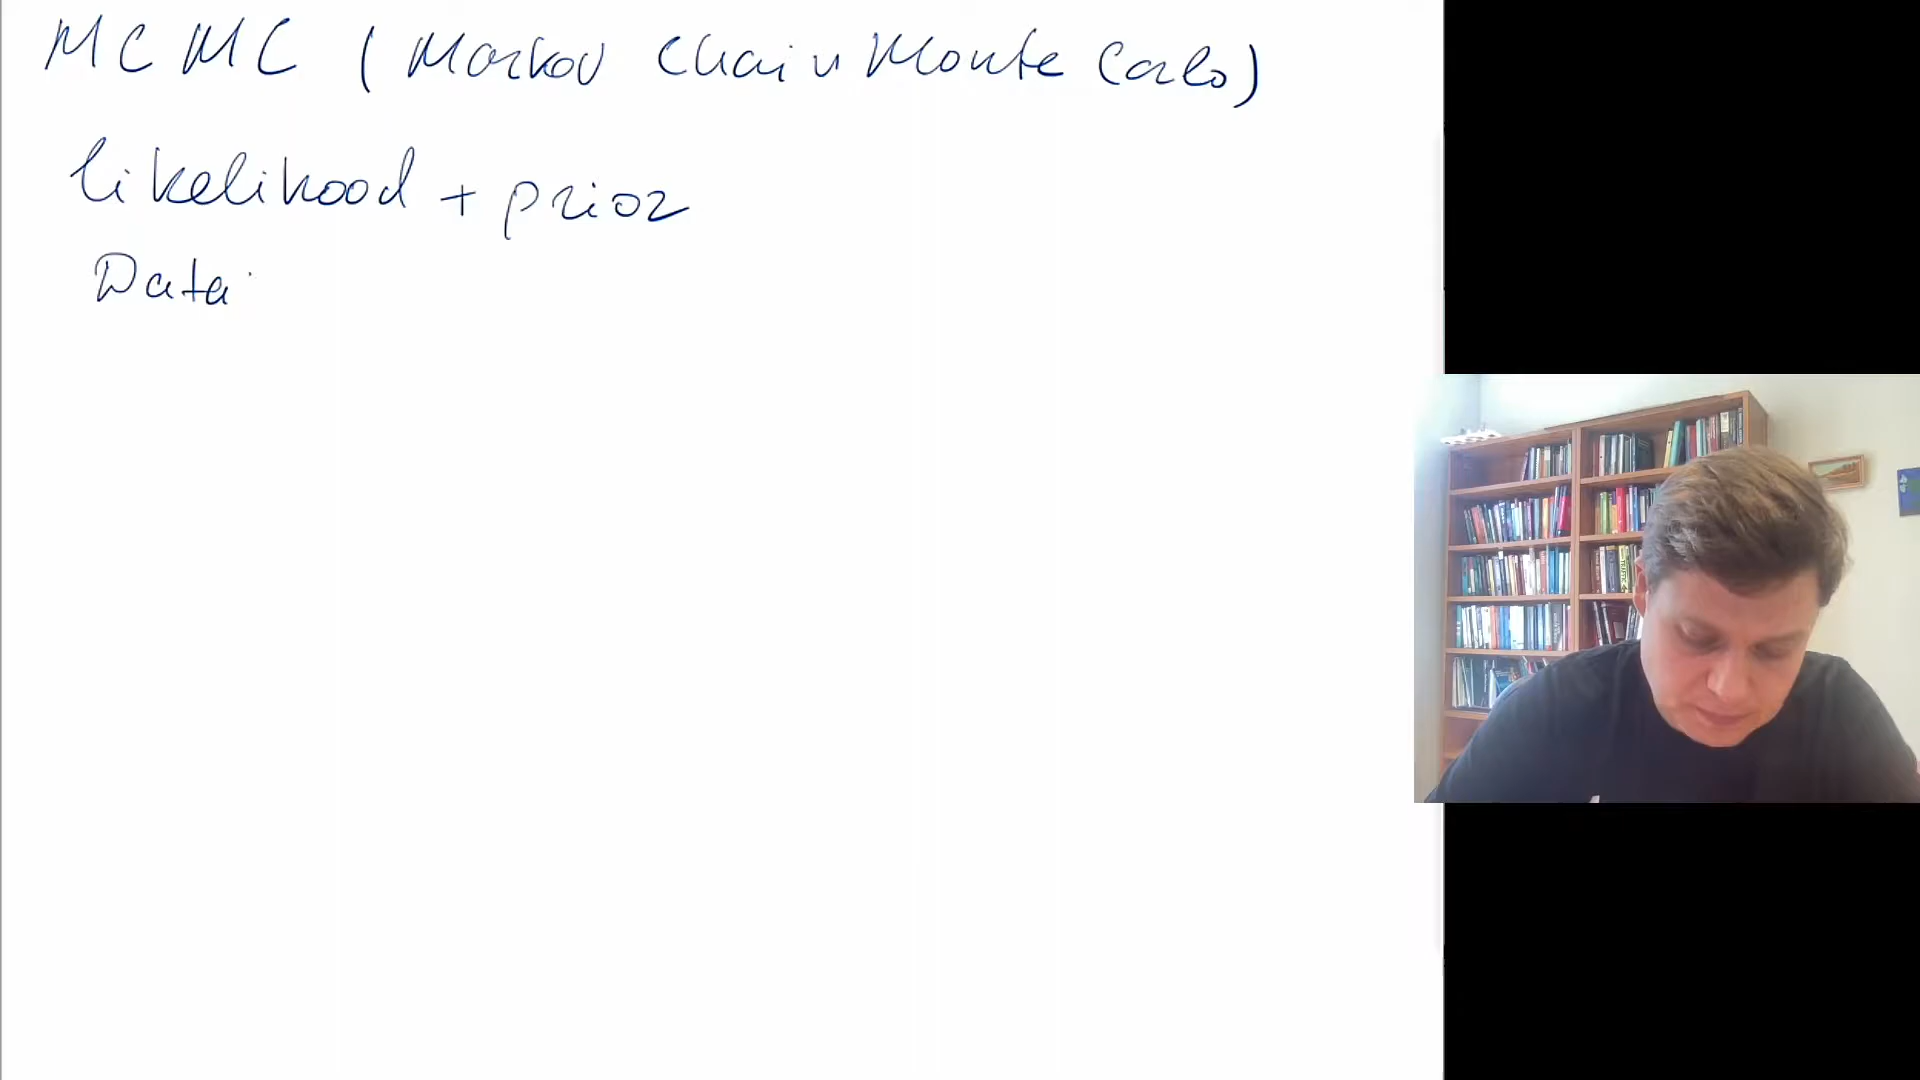 MCMC (Markov Chain Monte Carlo)
likelihood + prior
Data: